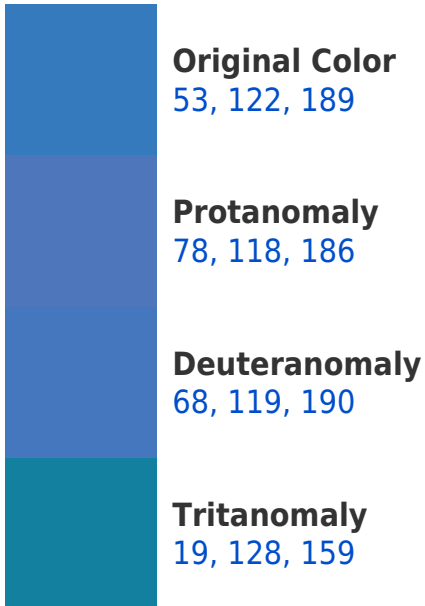 Original Color
53, 122, 189
Protanomaly
78, 118, 186
Deuteranomaly
68, 119, 190
Tritanomaly
19, 128, 159